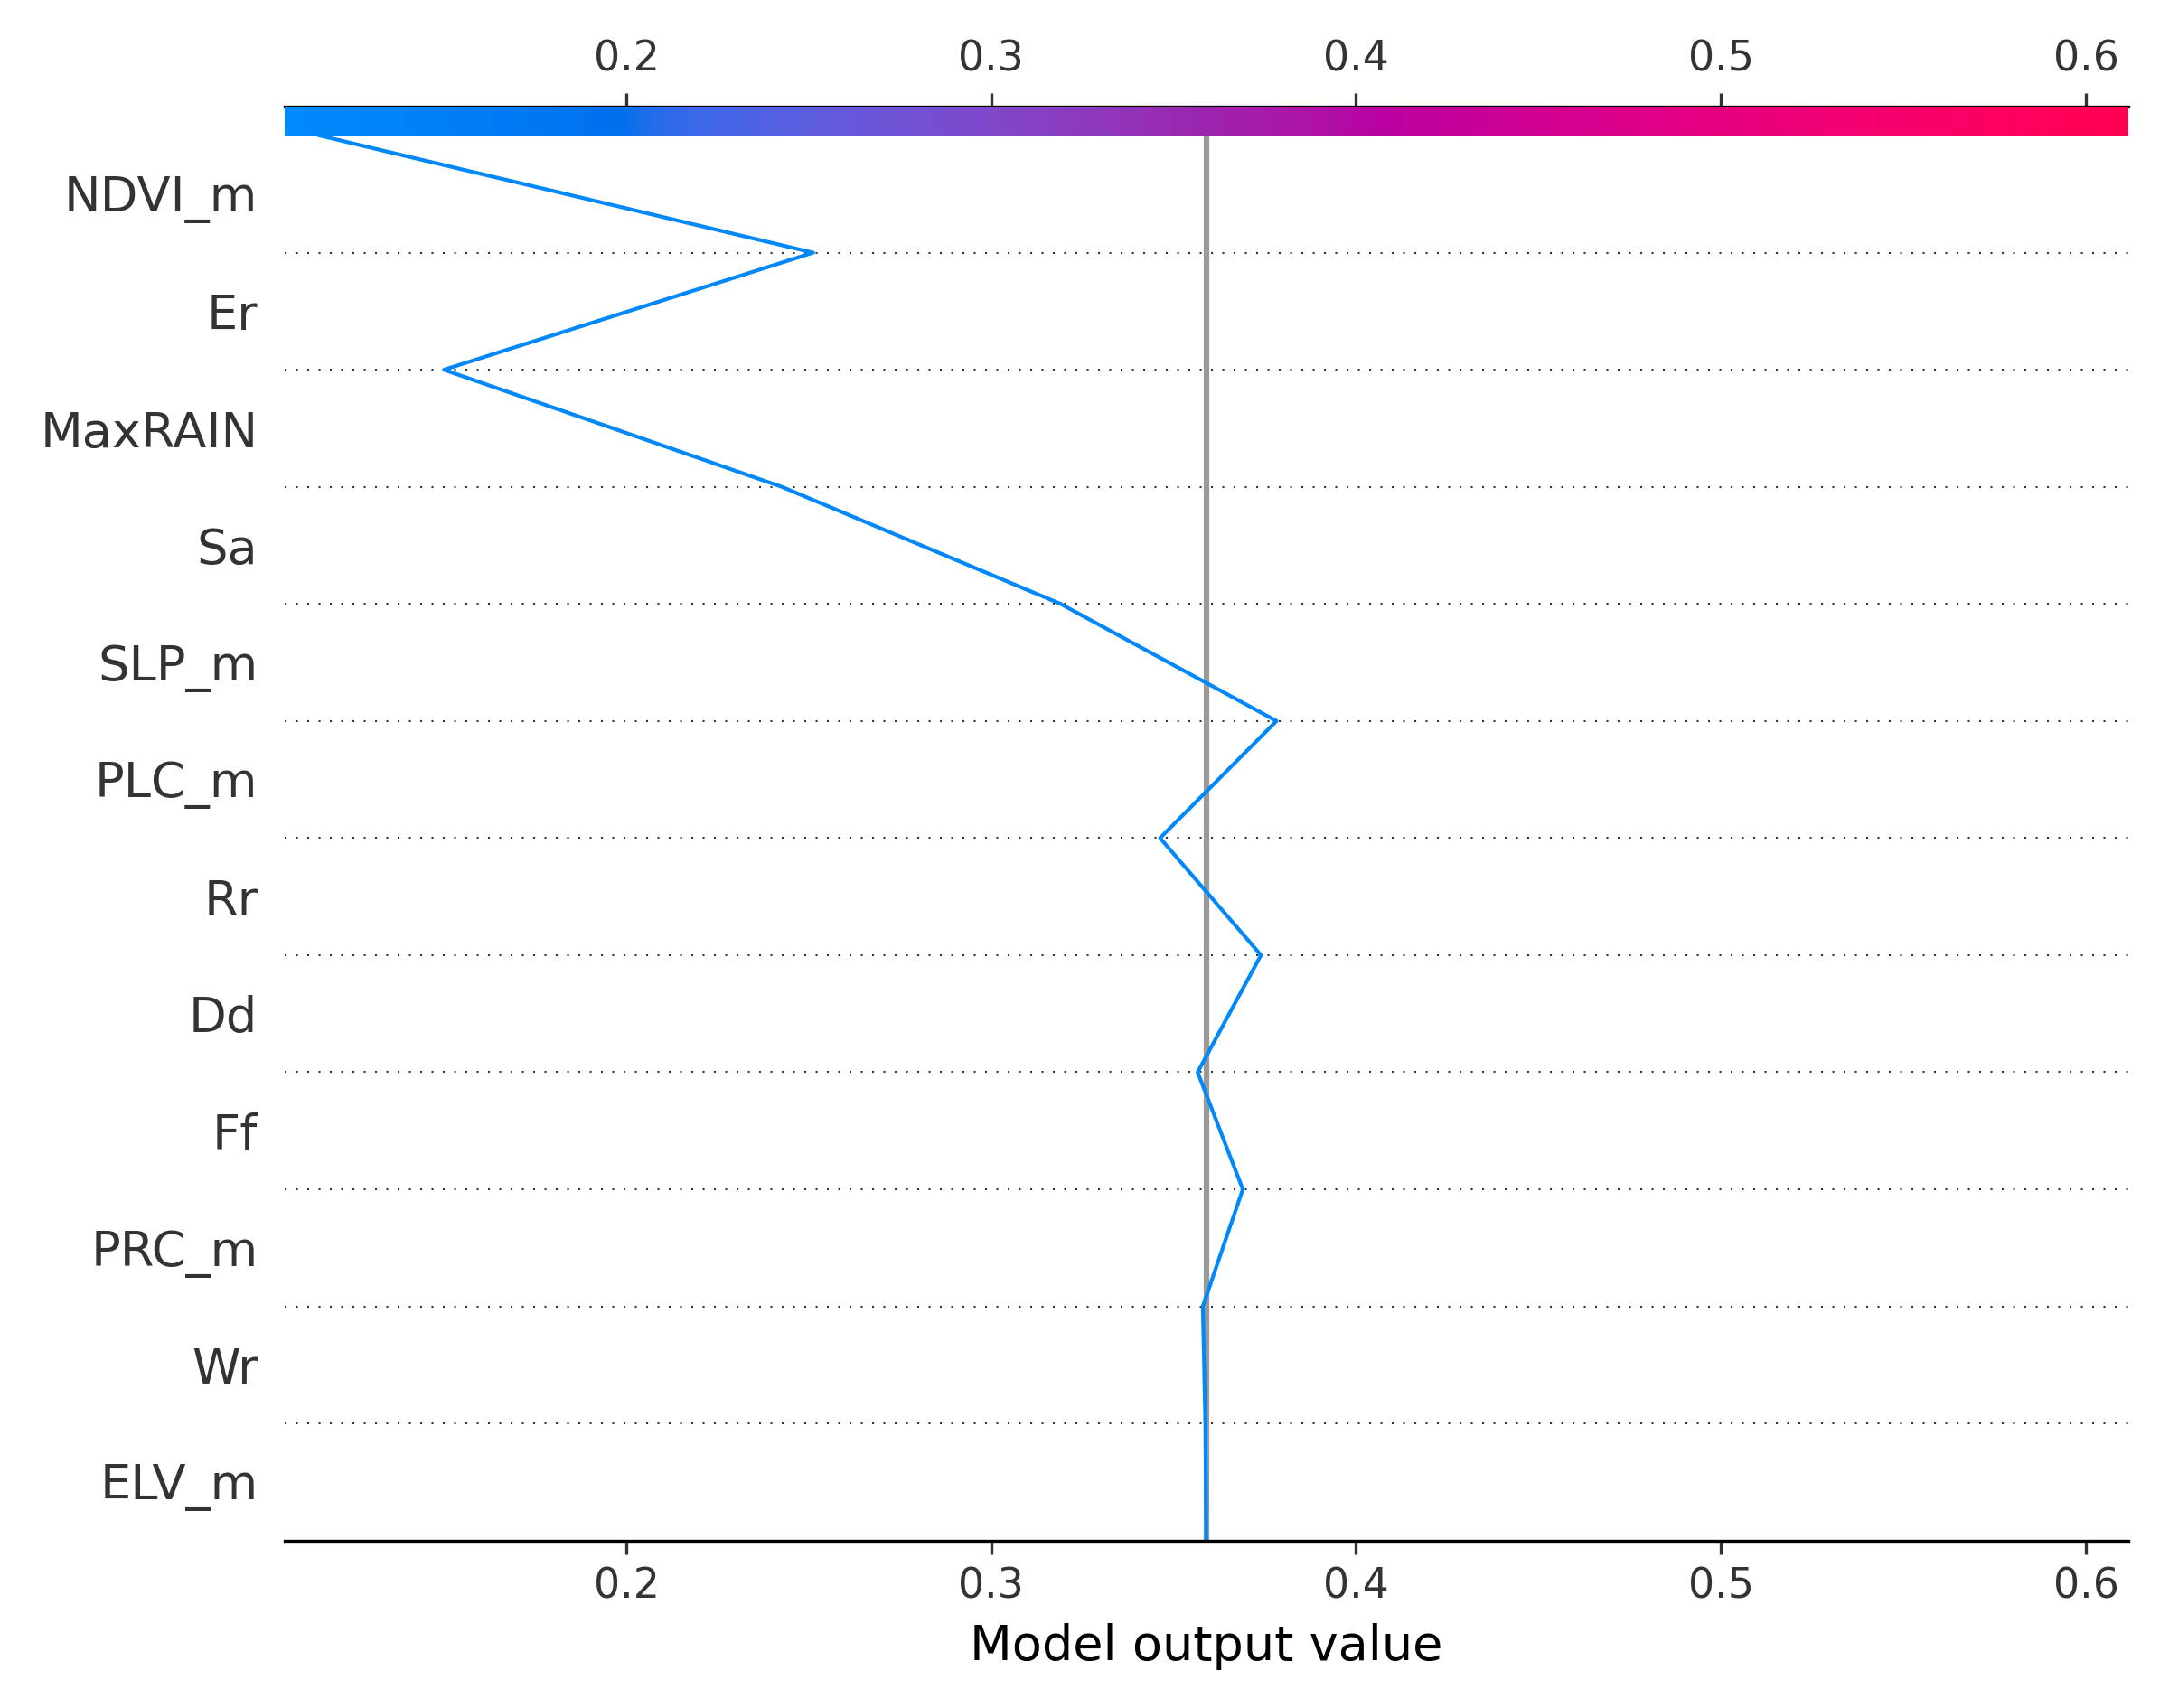 0.2 0.3 0.4 0.5 0.6
NDVI_m
Er
MaxRAIN
Sa
SLP_m
PLC_m
Rr
Dd
Ff
PRC_m
Wr
ELV_m
0.2 0.3 0.4 0.5 0.6
Model output value